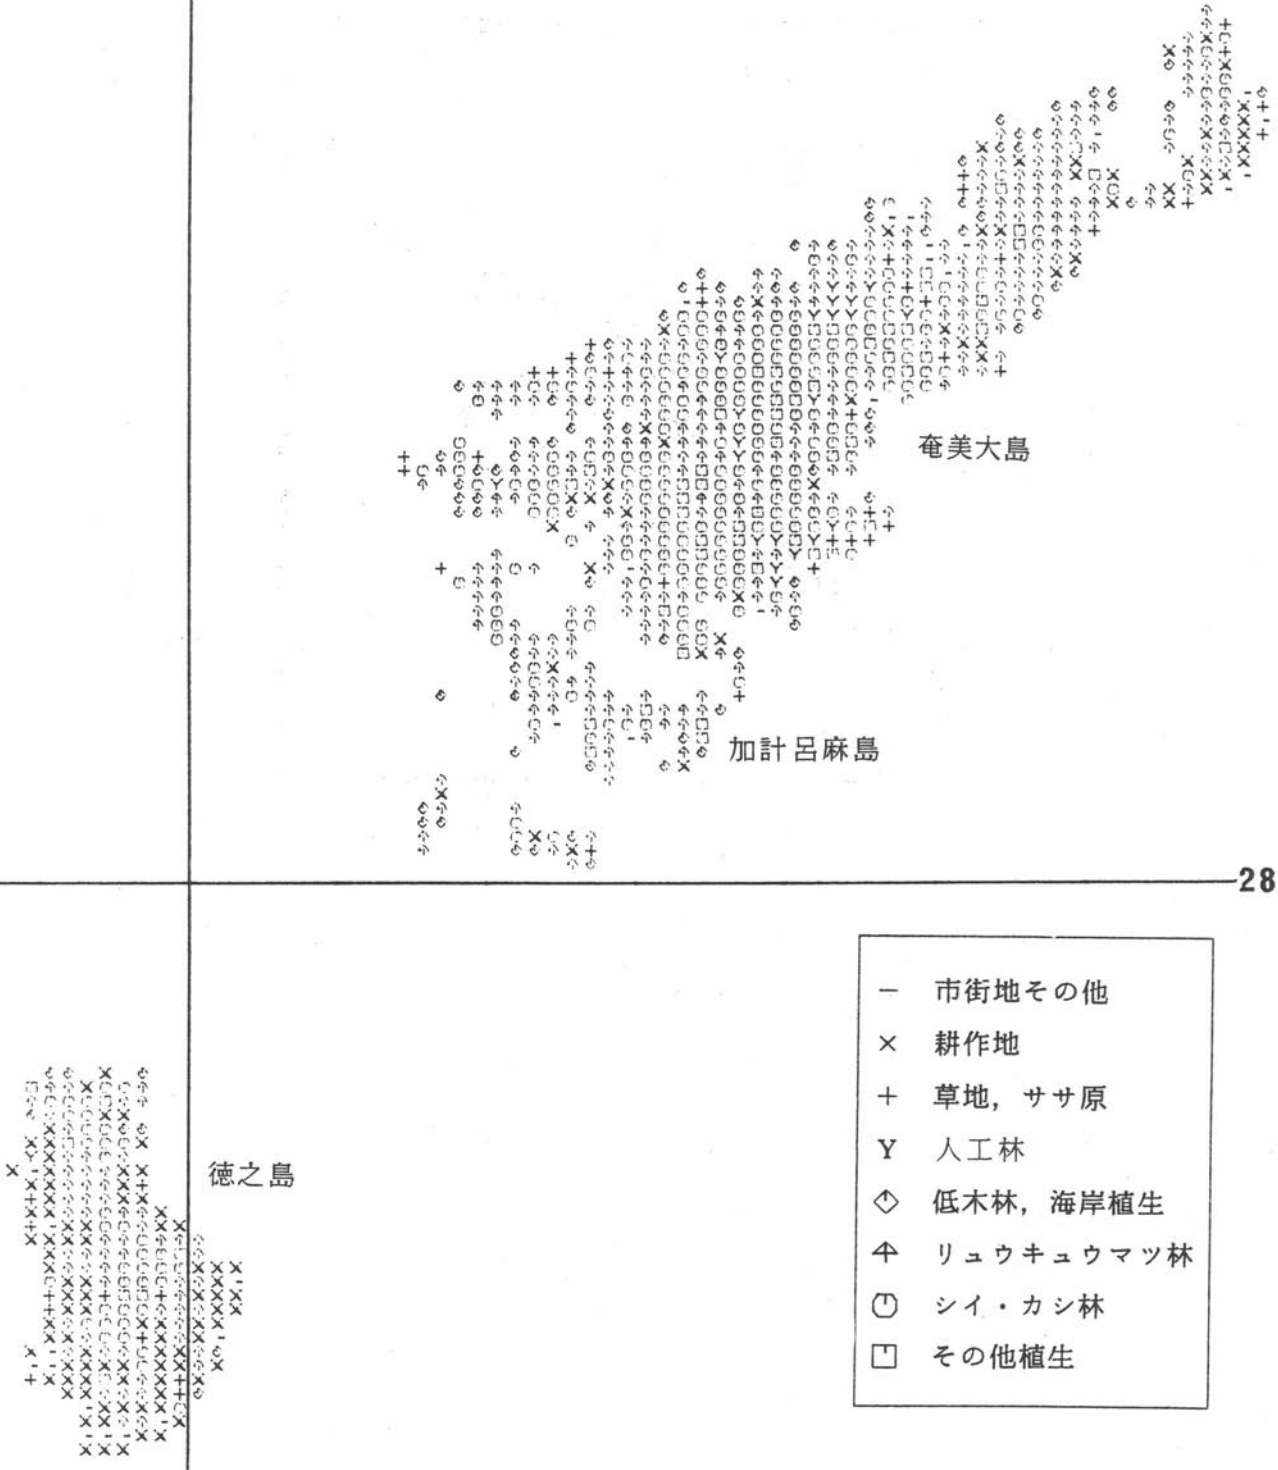 奄美大島
加計呂麻島
28
徳之島
− 市街地その他
× 耕作地
+ 草地，ササ原
Y 人工林
低木林，海岸植生
リュウキュウマツ林
シイ・カシ林
その他植生